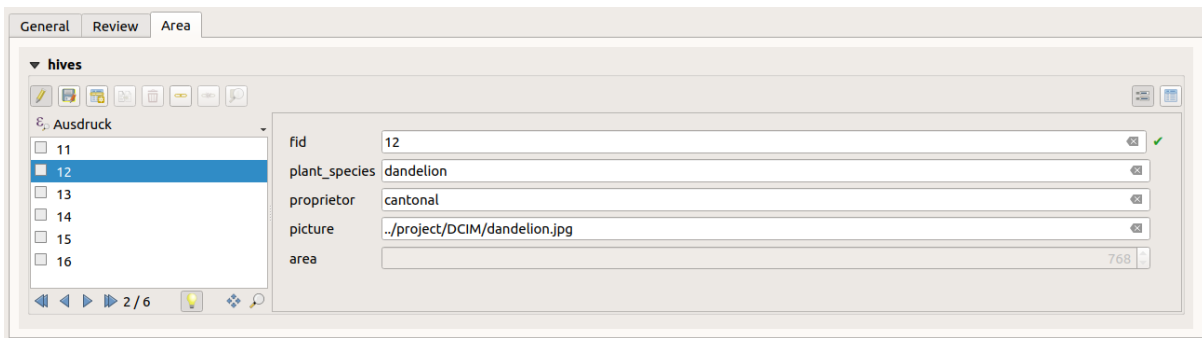 General Review Area
hives
Ausdruck
11
12
13
14
15
16
2 / 6
fid 12
plant_species dandelion
proprietor cantonal
picture ../project/DCIM/dandelion.jpg
area 768